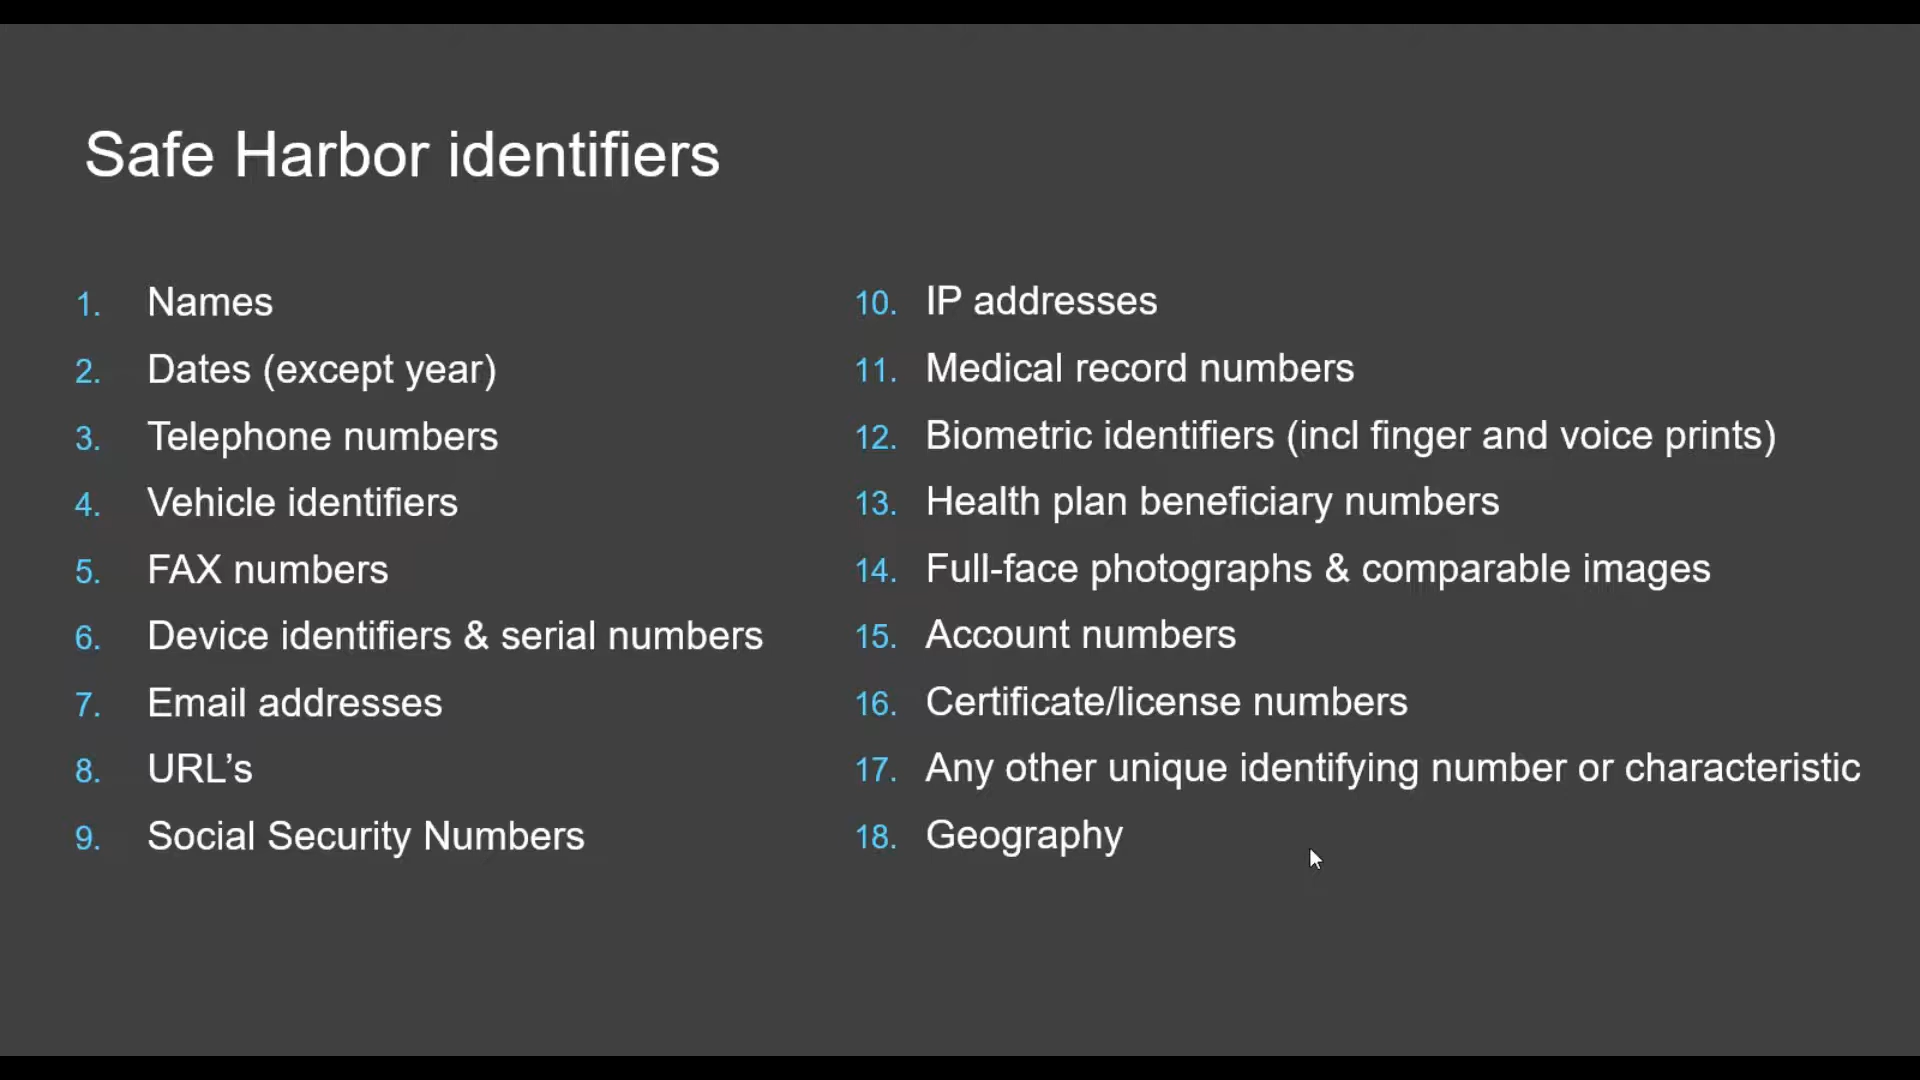 Safe Harbor identifiers
1. Names
2. Dates (except year)
3. Telephone numbers
4. Vehicle identifiers
5. FAX numbers
6. Device identifiers & serial numbers
7. Email addresses
8. URL’s
9. Social Security Numbers
10. IP addresses
11. Medical record numbers
12. Biometric identifiers (incl finger and voice prints)
13. Health plan beneficiary numbers
14. Full-face photographs & comparable images
15. Account numbers
16. Certificate/license numbers
17. Any other unique identifying number or characteristic
18. Geography